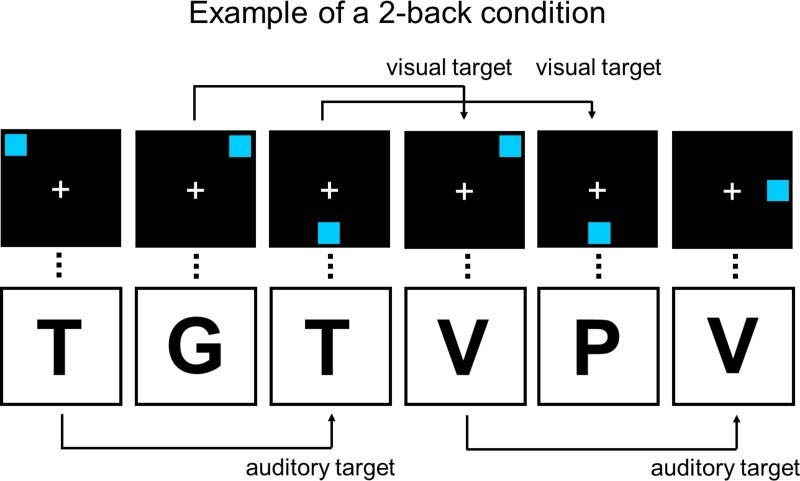 Example of a 2-back condition
visual target visual target
T G T V P V
auditory target auditory target